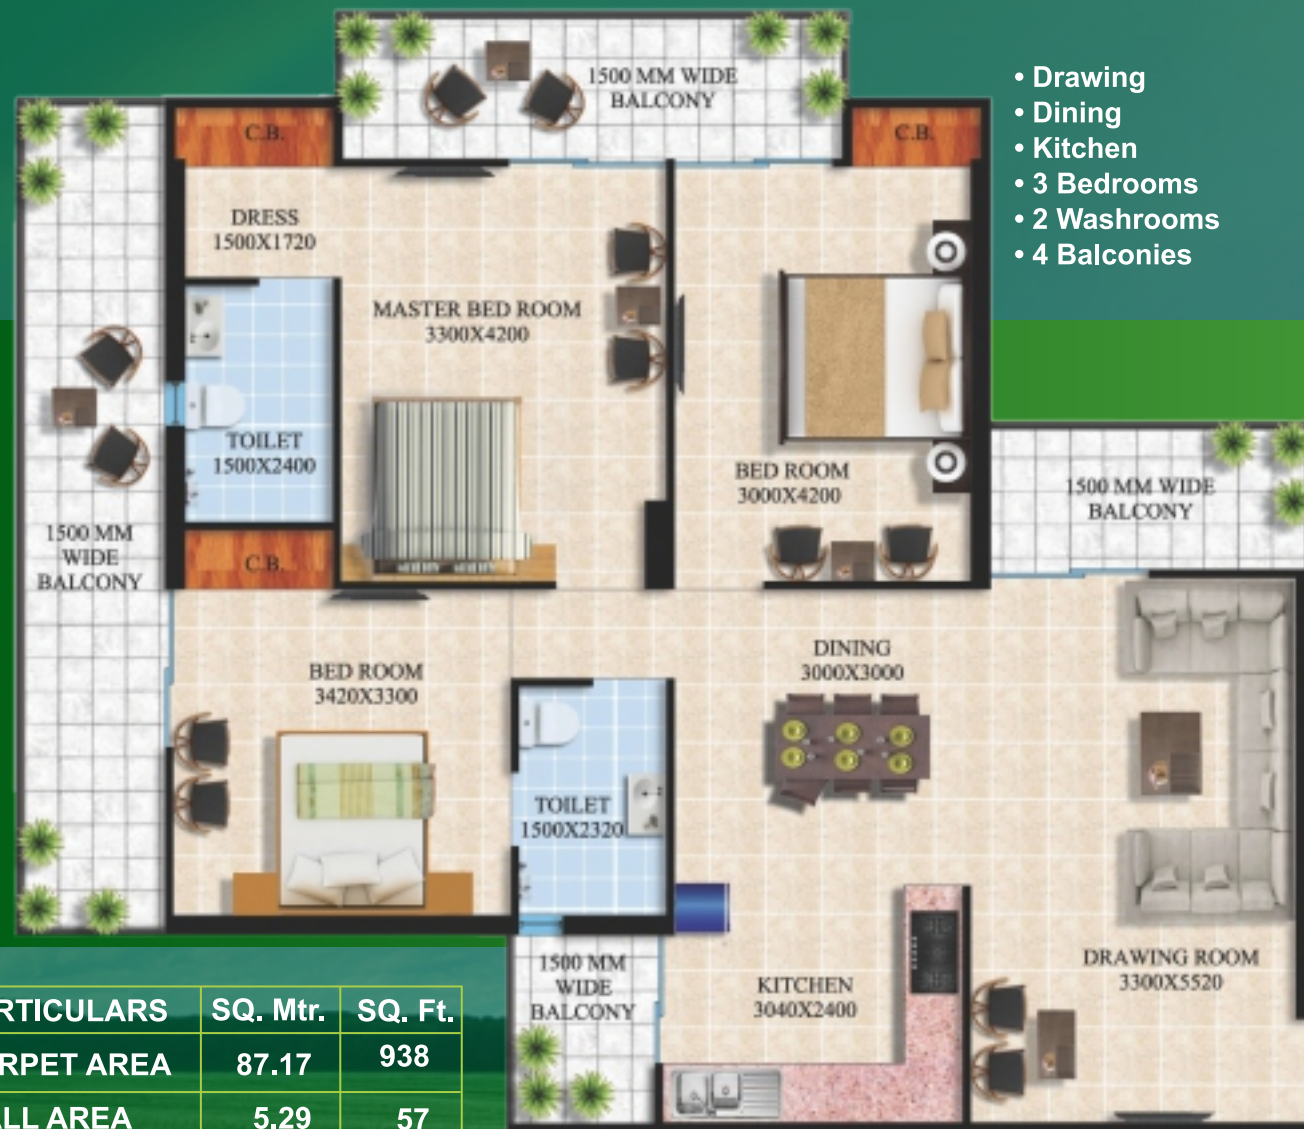 1500 MM WIDE
BALCONY
• Drawing
• Dining
• Kitchen
• 3 Bedrooms
• 2 Washrooms
• 4 Balconies
C.B.
C.B.
DRESS
1500X1720
MASTER BED ROOM
3300X4200
TOILET
1500X2400
BED ROOM
3000X4200
1500 MM WIDE
BALCONY
1500 MM
WIDE
BALCONY
C.B.
BED ROOM
3420X3300
DINING
3000X3000
TOILET
1500X2320
1500 MM
WIDE
BALCONY
KITCHEN
3040X2400
DRAWING ROOM
3300X5520
RTICULARS SQ. Mtr. SQ. Ft.
RPET AREA 87.17 938
ALL AREA 5.29 57